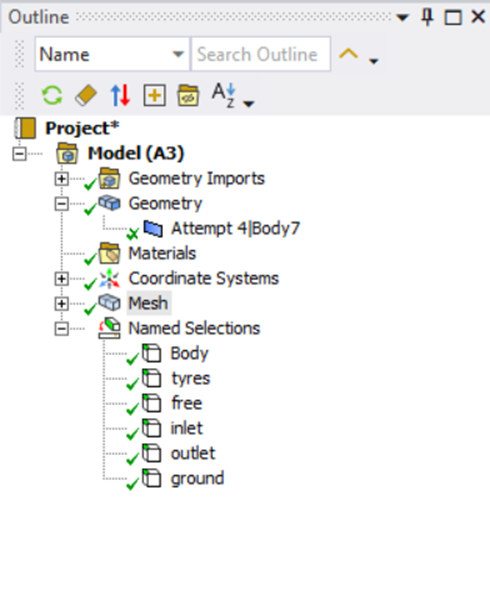 Outline
Name Search Outline
A Z
Project*
Model (A3)
Geometry Imports
Geometry
Attempt 4|Body7
Materials
Coordinate Systems
Mesh
Named Selections
Body
tyres
free
inlet
outlet
ground